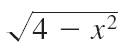 √(4 − x²)